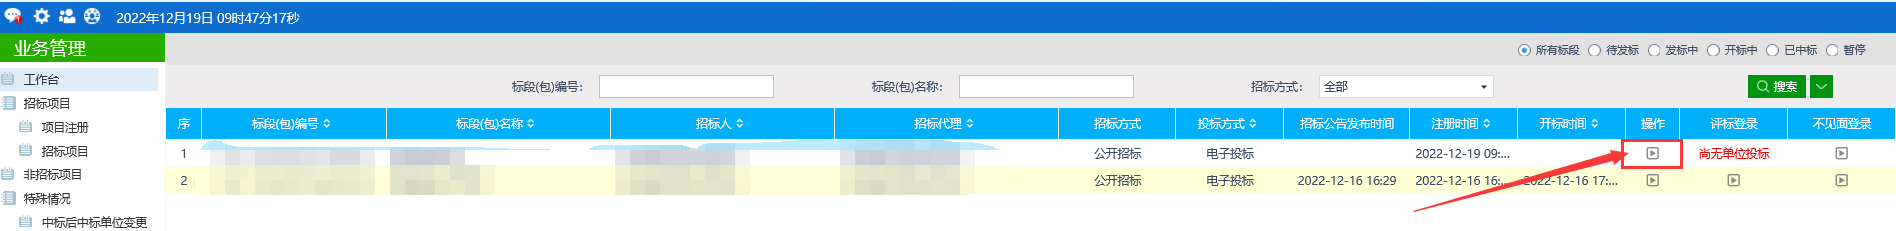 2022年12月19日 09时47分17秒
业务管理
所有标段 待发标 发标中 开标中 已中标 暂停
工作台
标段(包)编号： 标段(包)名称： 招标方式： 全部 搜索
招标项目
序 标段(包)编号 标段(包)名称 招标人 招标代理 招标方式 投标方式 招标公告发布时间 注册时间 开标时间 操作 评标登录 不见面登录
项目注册
招标项目
1 公开招标 电子投标 2022-12-19 09:... 尚无单位投标
非招标项目
2 公开招标 电子投标 2022-12-16 16:29 2022-12-16 16:... 2022-12-16 17:...
特殊情况
中标后中标单位变更